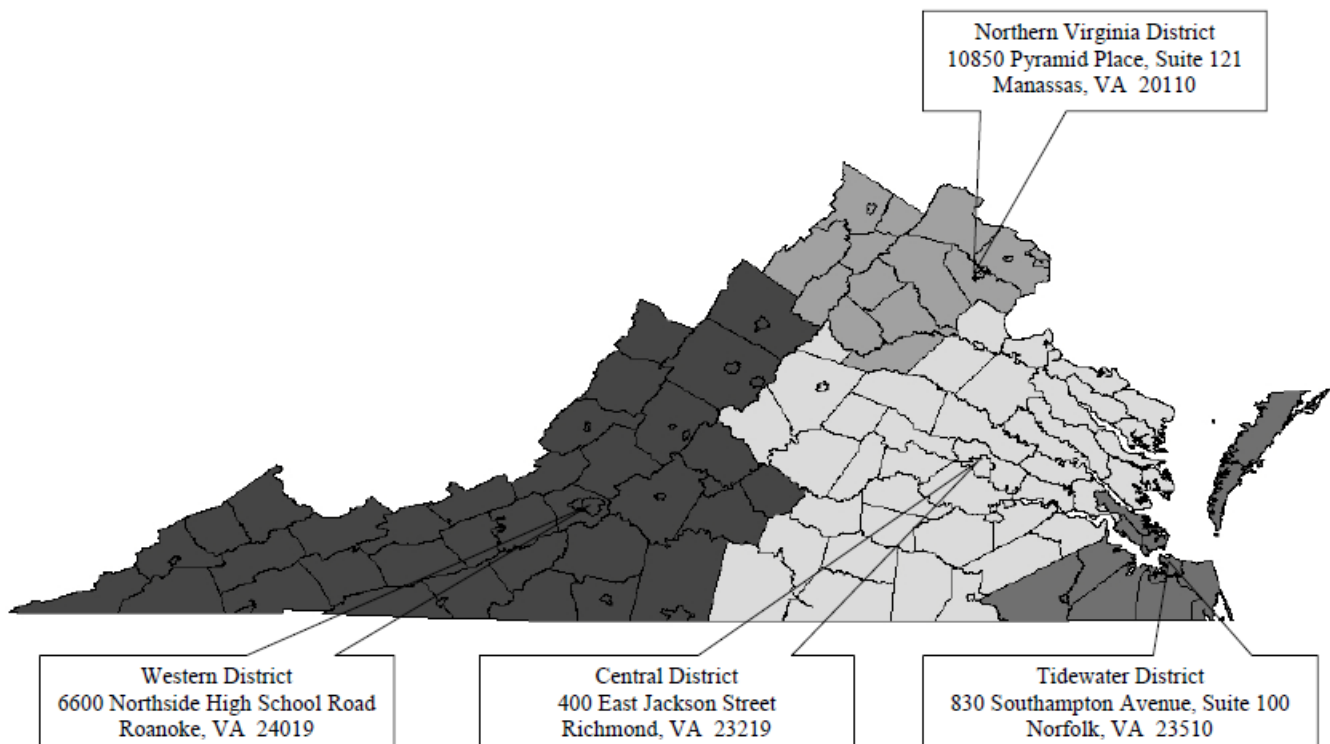 Northern Virginia District
10850 Pyramid Place, Suite 121
Manassas, VA 20110
Western District
6600 Northside High School Road
Roanoke, VA 24019
Central District
400 East Jackson Street
Richmond, VA 23219
Tidewater District
830 Southampton Avenue, Suite 100
Norfolk, VA 23510